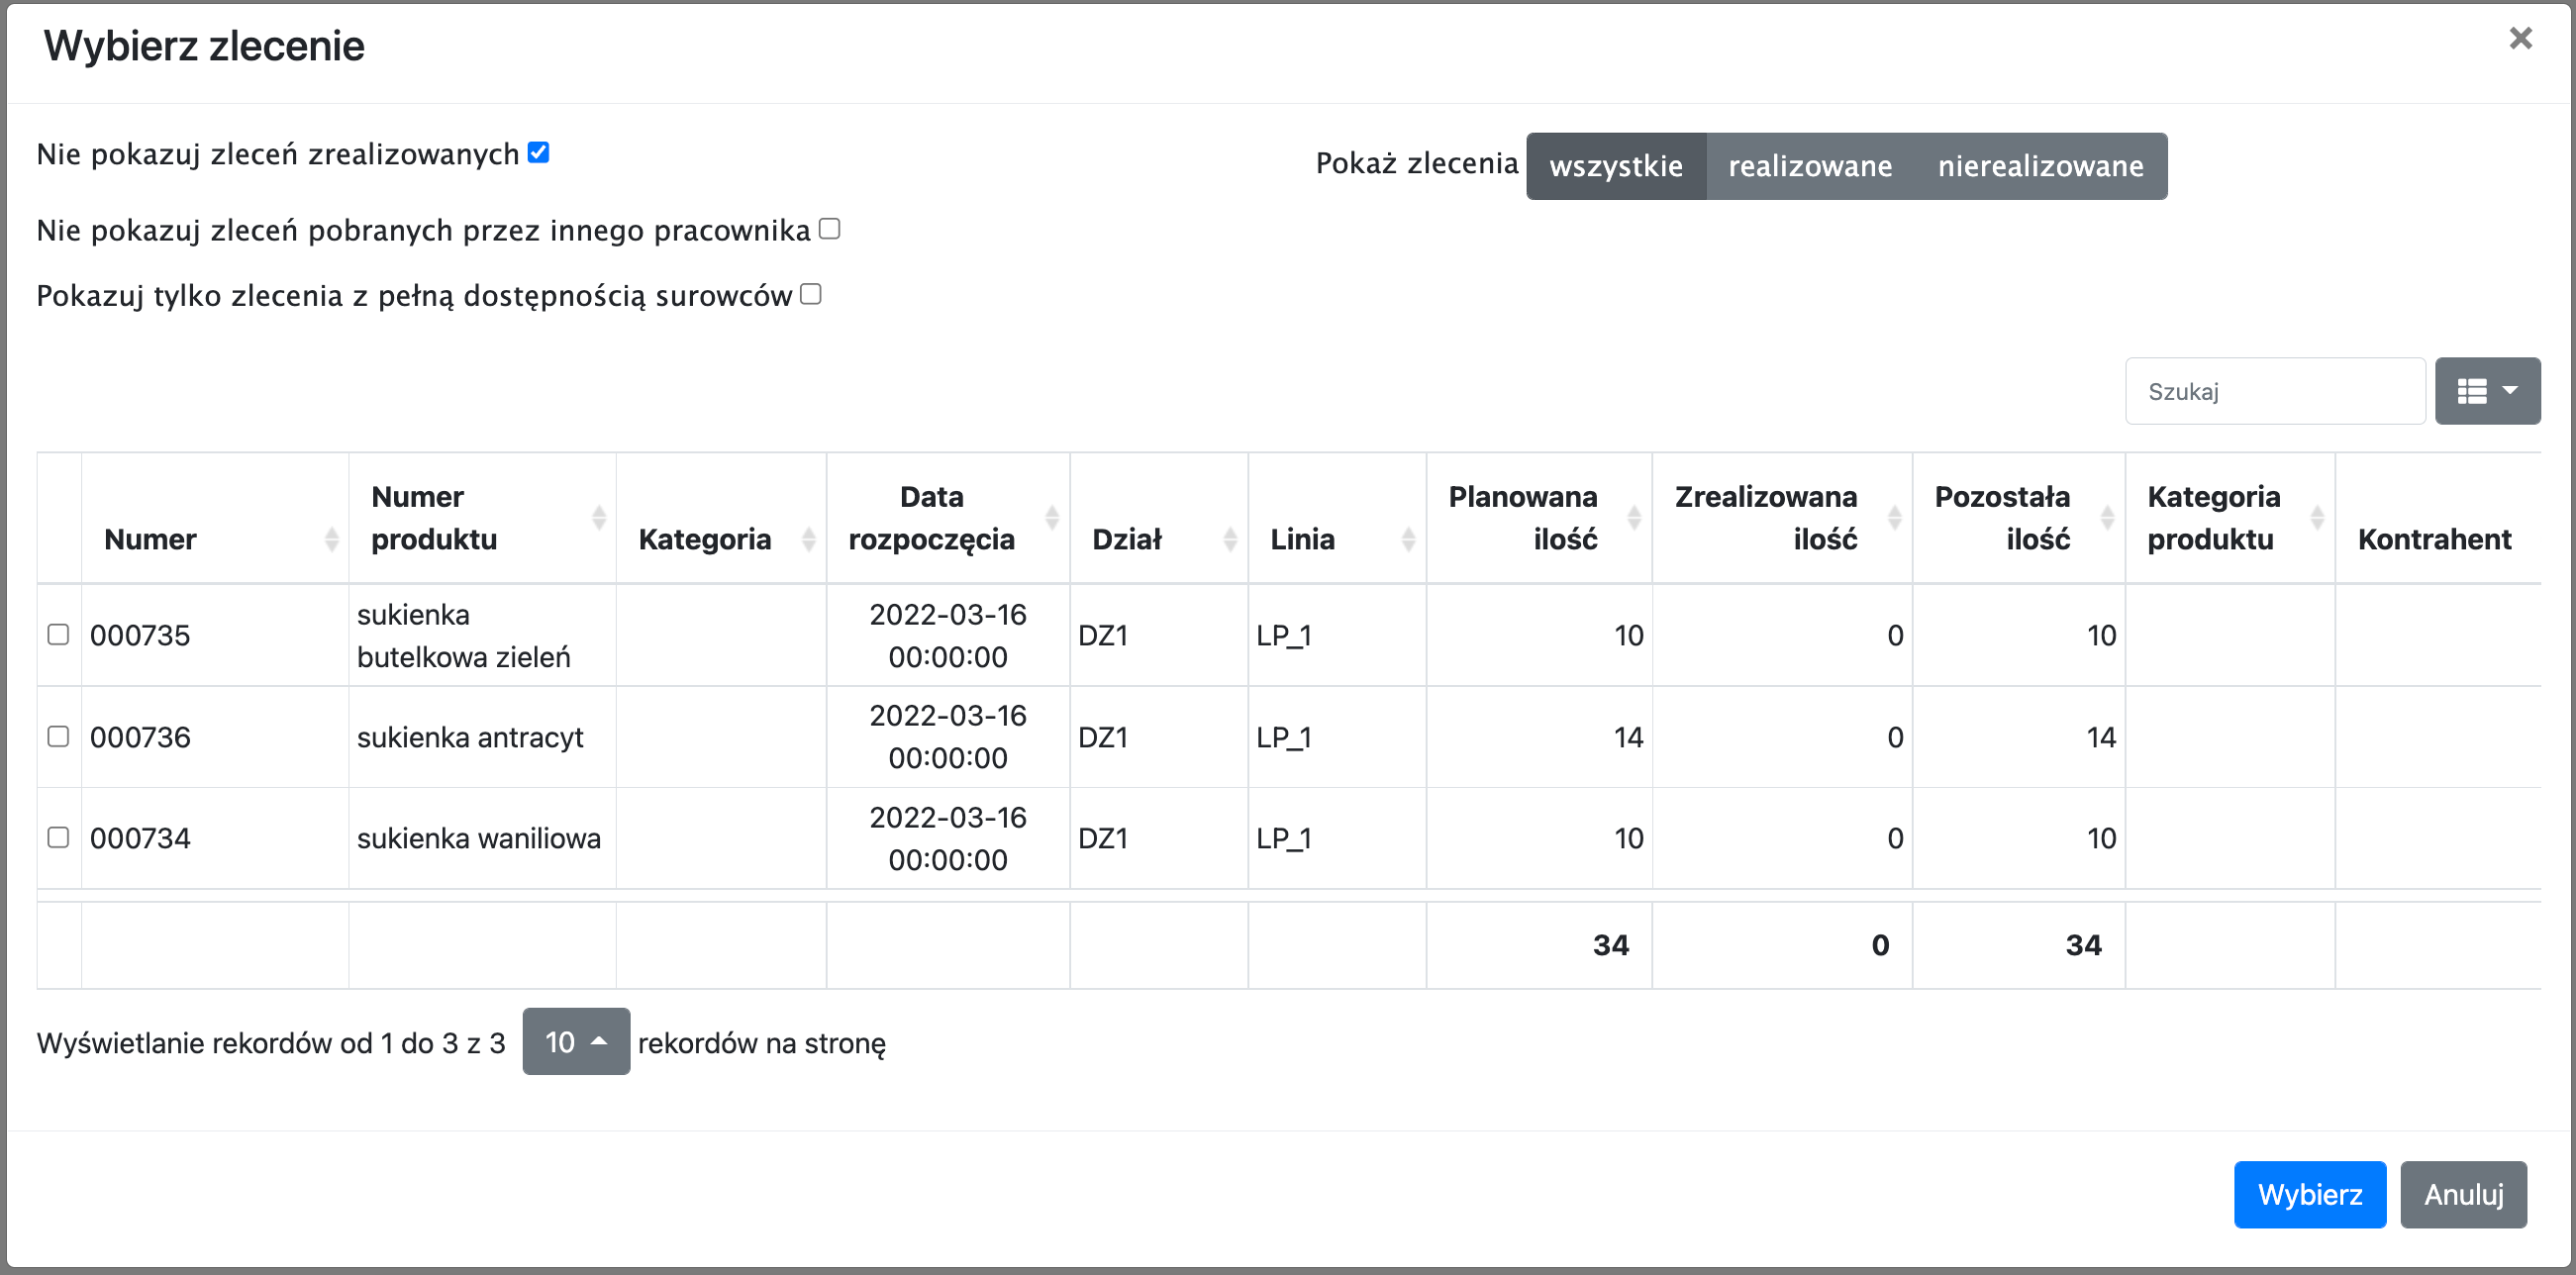 Wybierz zlecenie
Nie pokazuj zleceń zrealizowanych
Pokaż zlecenia wszystkie realizowane nierealizowane
Nie pokazuj zleceń pobranych przez innego pracownika
Pokazuj tylko zlecenia z pełną dostępnością surowców
Szukaj
Numer
Numer
produktu
Kategoria
Data
rozpoczęcia
Dział
Linia
Planowana
ilość
Zrealizowana
ilość
Pozostała
ilość
Kategoria
produktu
Kontrahent
000735
sukienka
butelkowa zieleń
2022-03-16
00:00:00
DZ1
LP_1
10
0
10
000736
sukienka antracyt
2022-03-16
00:00:00
DZ1
LP_1
14
0
14
000734
sukienka waniliowa
2022-03-16
00:00:00
DZ1
LP_1
10
0
10
34
0
34
Wyświetlanie rekordów od 1 do 3 z 3 10 rekordów na stronę
Wybierz
Anuluj